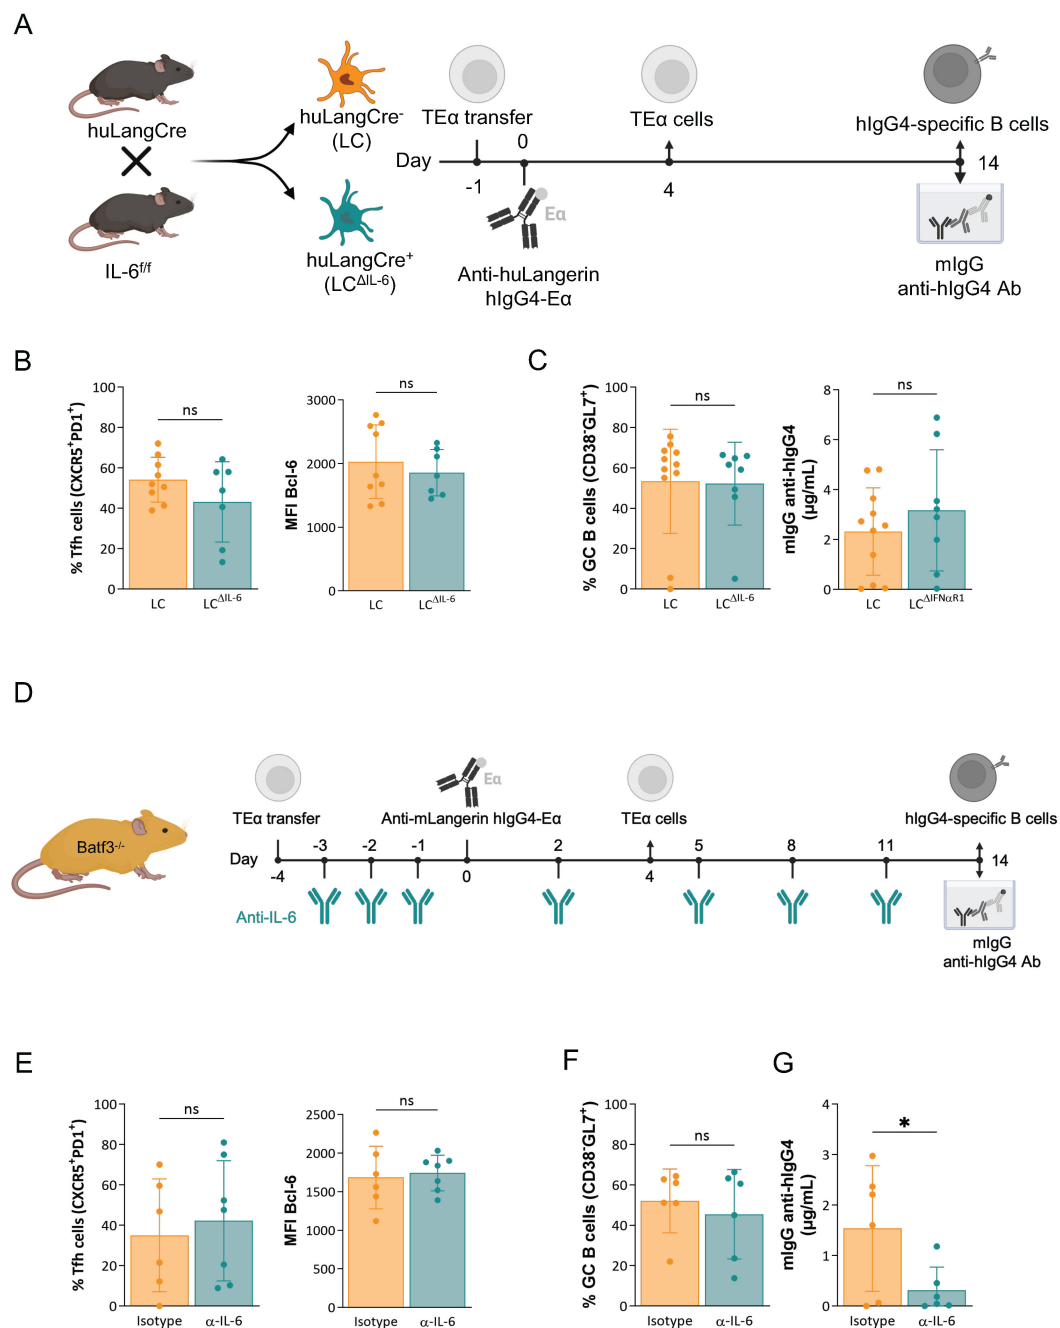 A
huLangCre
IL-6f/f
huLangCre-
(LC)
huLangCre+
(LCΔIL-6)
TEα transfer
TEα cells
hIgG4-specific B cells
Day
-1
0
4
14
Eα
Anti-huLangerin
hIgG4-Eα
mIgG
anti-hIgG4 Ab
B
% Tfh cells (CXCR5+PD1+)
100
80
60
40
20
0
ns
LC
LCΔIL-6
MFI Bcl-6
3000
2000
1000
0
ns
LC
LCΔIL-6
C
% GC B cells (CD38-GL7+)
100
80
60
40
20
0
ns
LC
LCΔIL-6
mIgG anti-hIgG4
(µg/mL)
8
6
4
2
0
ns
LC
LCΔIFNαR1
D
Batf3-/-
TEα transfer
Eα
Anti-mLangerin hIgG4-Eα
TEα cells
hIgG4-specific B cells
Day
-4
-3
-2
-1
0
2
4
5
8
11
14
Anti-IL-6
mIgG
anti-hIgG4 Ab
E
% Tfh cells (CXCR5+PD1+)
100
80
60
40
20
0
ns
Isotype
α-IL-6
MFI Bcl-6
2500
2000
1500
1000
500
0
ns
Isotype
α-IL-6
F
% GC B cells (CD38-GL7+)
100
80
60
40
20
0
ns
Isotype
α-IL-6
G
mIgG anti-hIgG4
(µg/mL)
4
3
2
1
0
*
Isotype
α-IL-6